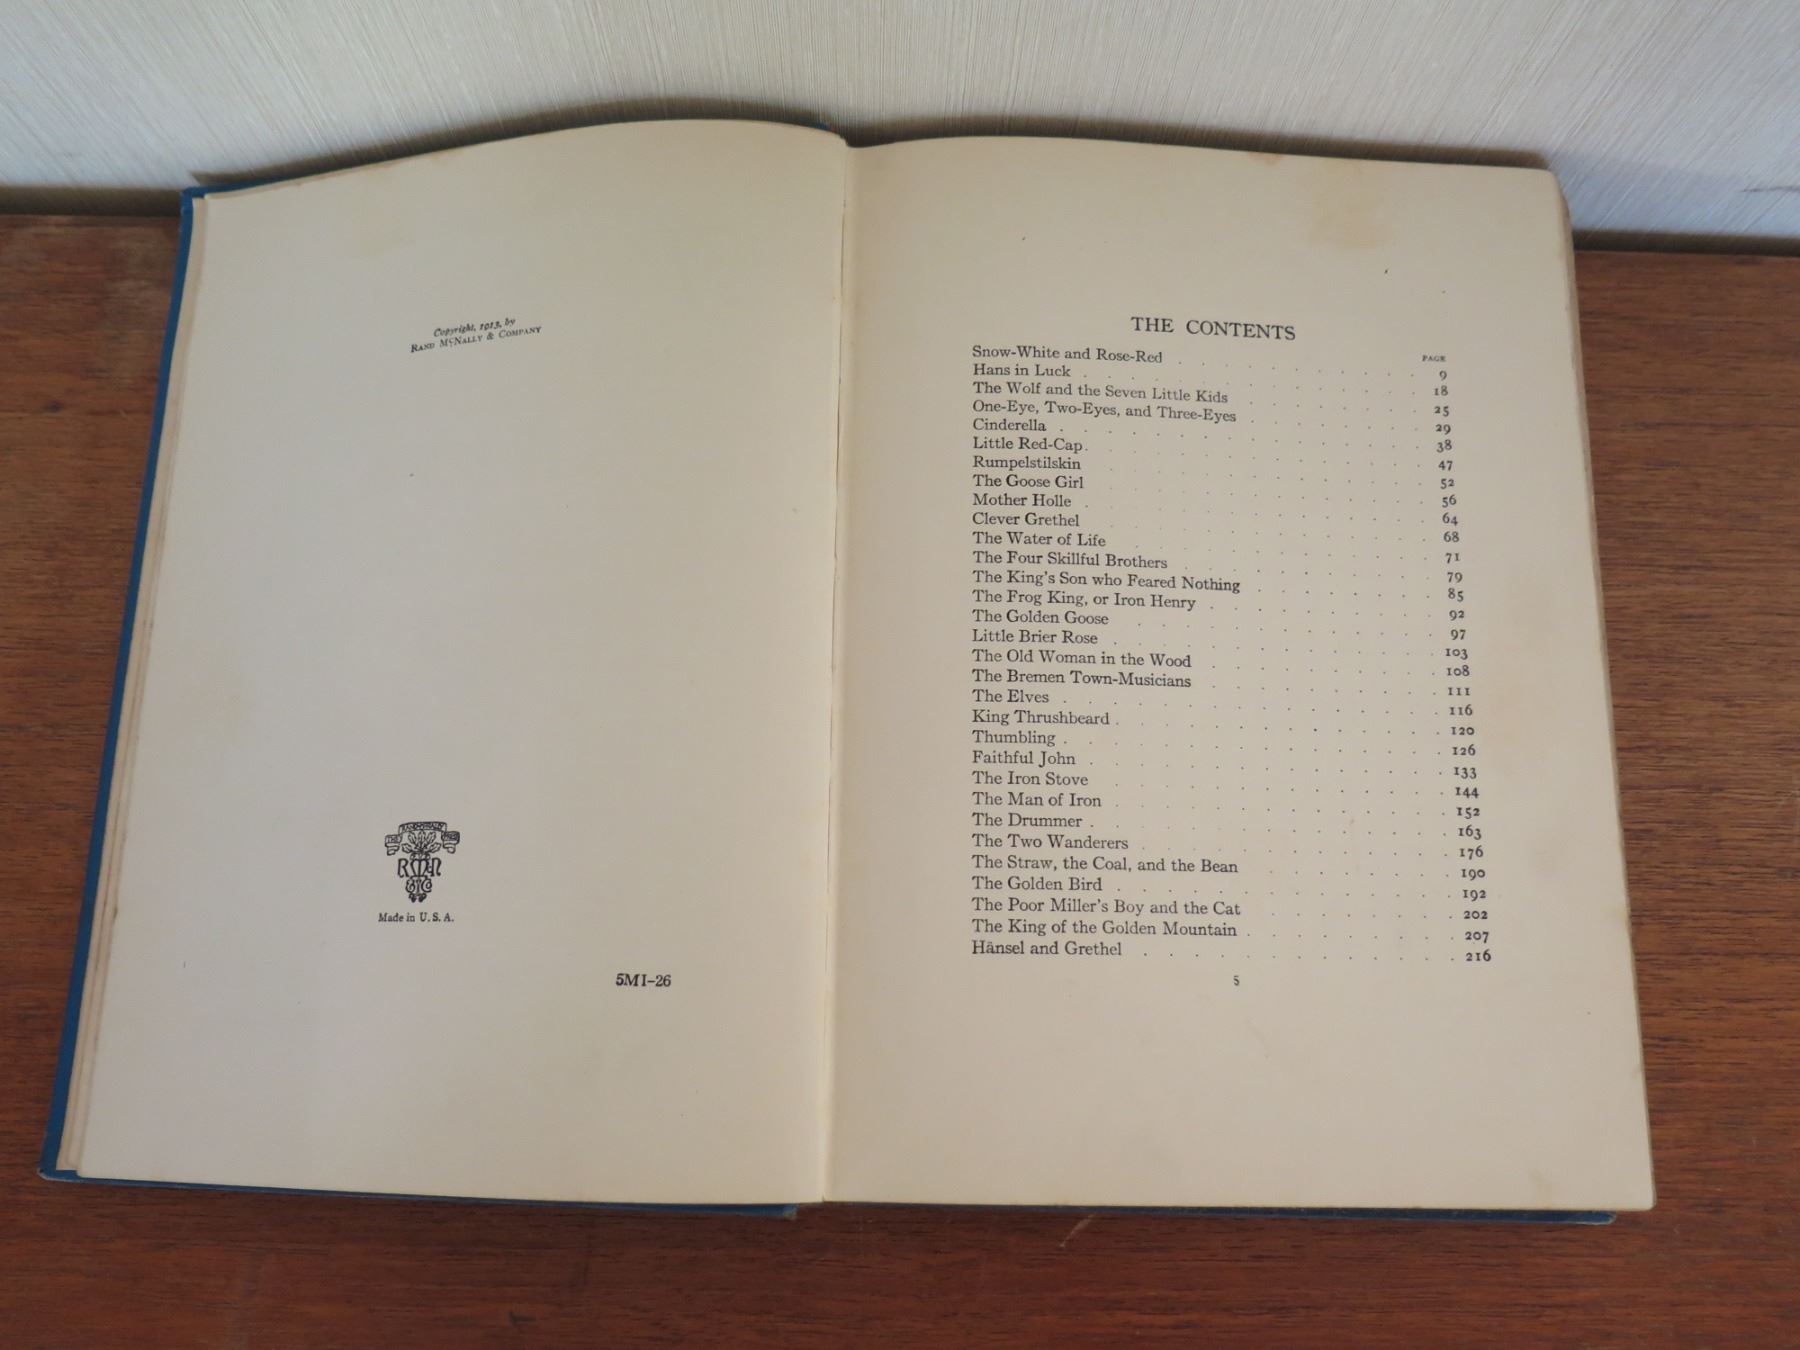 Copyright, 1913, by
RAND MCNALLY & COMPANY
THE RAND-MCNALLY PRESS
RMN
& Co
Made in U. S. A.
5MI-26
THE CONTENTS
PAGE
Snow-White and Rose-Red . . . . . . . . . . 9
Hans in Luck . . . . . . . . . . . . . 18
The Wolf and the Seven Little Kids . . . . . . . 25
One-Eye, Two-Eyes, and Three-Eyes . . . . . . . 29
Cinderella . . . . . . . . . . . . . . 38
Little Red-Cap . . . . . . . . . . . . . 47
Rumpelstilskin . . . . . . . . . . . . . 52
The Goose Girl . . . . . . . . . . . . . 56
Mother Holle . . . . . . . . . . . . . 64
Clever Grethel . . . . . . . . . . . . . 68
The Water of Life . . . . . . . . . . . . 71
The Four Skillful Brothers . . . . . . . . . . 79
The King's Son who Feared Nothing . . . . . . . 85
The Frog King, or Iron Henry . . . . . . . . . 92
The Golden Goose . . . . . . . . . . . . 97
Little Brier Rose . . . . . . . . . . . . 103
The Old Woman in the Wood . . . . . . . . . 108
The Bremen Town-Musicians . . . . . . . . . 111
The Elves . . . . . . . . . . . . . . 116
King Thrushbeard . . . . . . . . . . . . 120
Thumbling . . . . . . . . . . . . . . 126
Faithful John . . . . . . . . . . . . . 133
The Iron Stove . . . . . . . . . . . . . 144
The Man of Iron . . . . . . . . . . . . 152
The Drummer . . . . . . . . . . . . . 163
The Two Wanderers . . . . . . . . . . . 176
The Straw, the Coal, and the Bean . . . . . . . 190
The Golden Bird . . . . . . . . . . . . 192
The Poor Miller's Boy and the Cat . . . . . . . 202
The King of the Golden Mountain . . . . . . . . 207
Hänsel and Grethel . . . . . . . . . . . 216
5